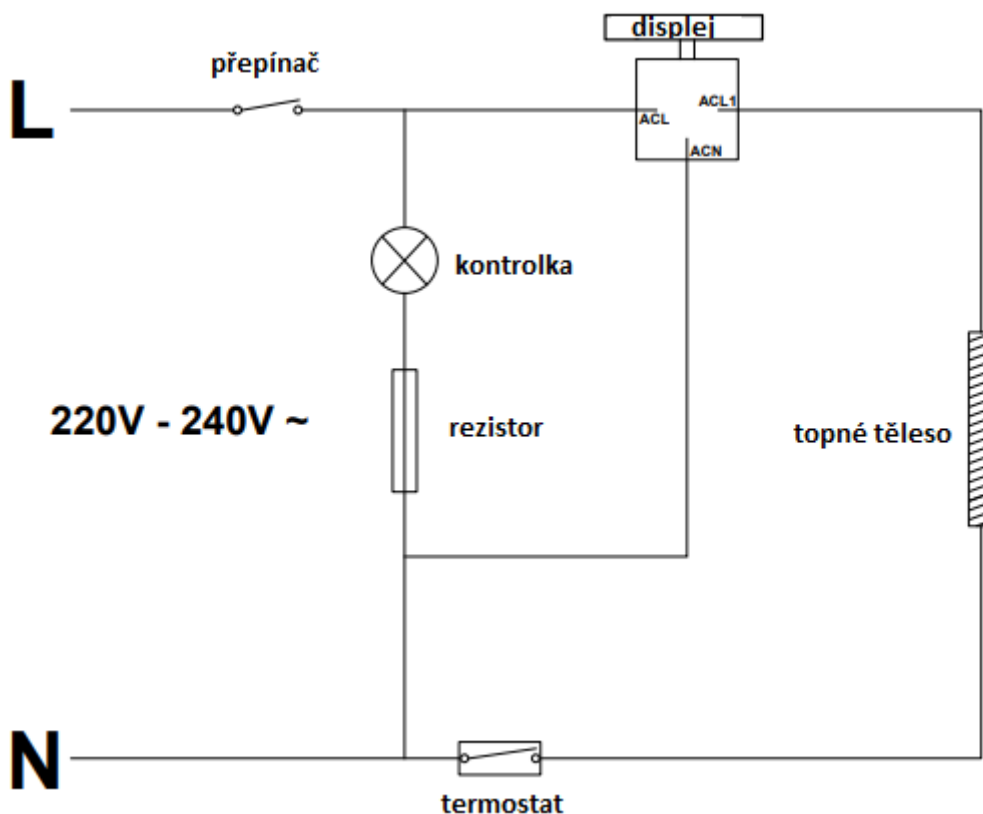 displej
přepínač
L
ACL1
ACL
ACN
kontrolka
220V - 240V ~
rezistor
topné těleso
N
termostat